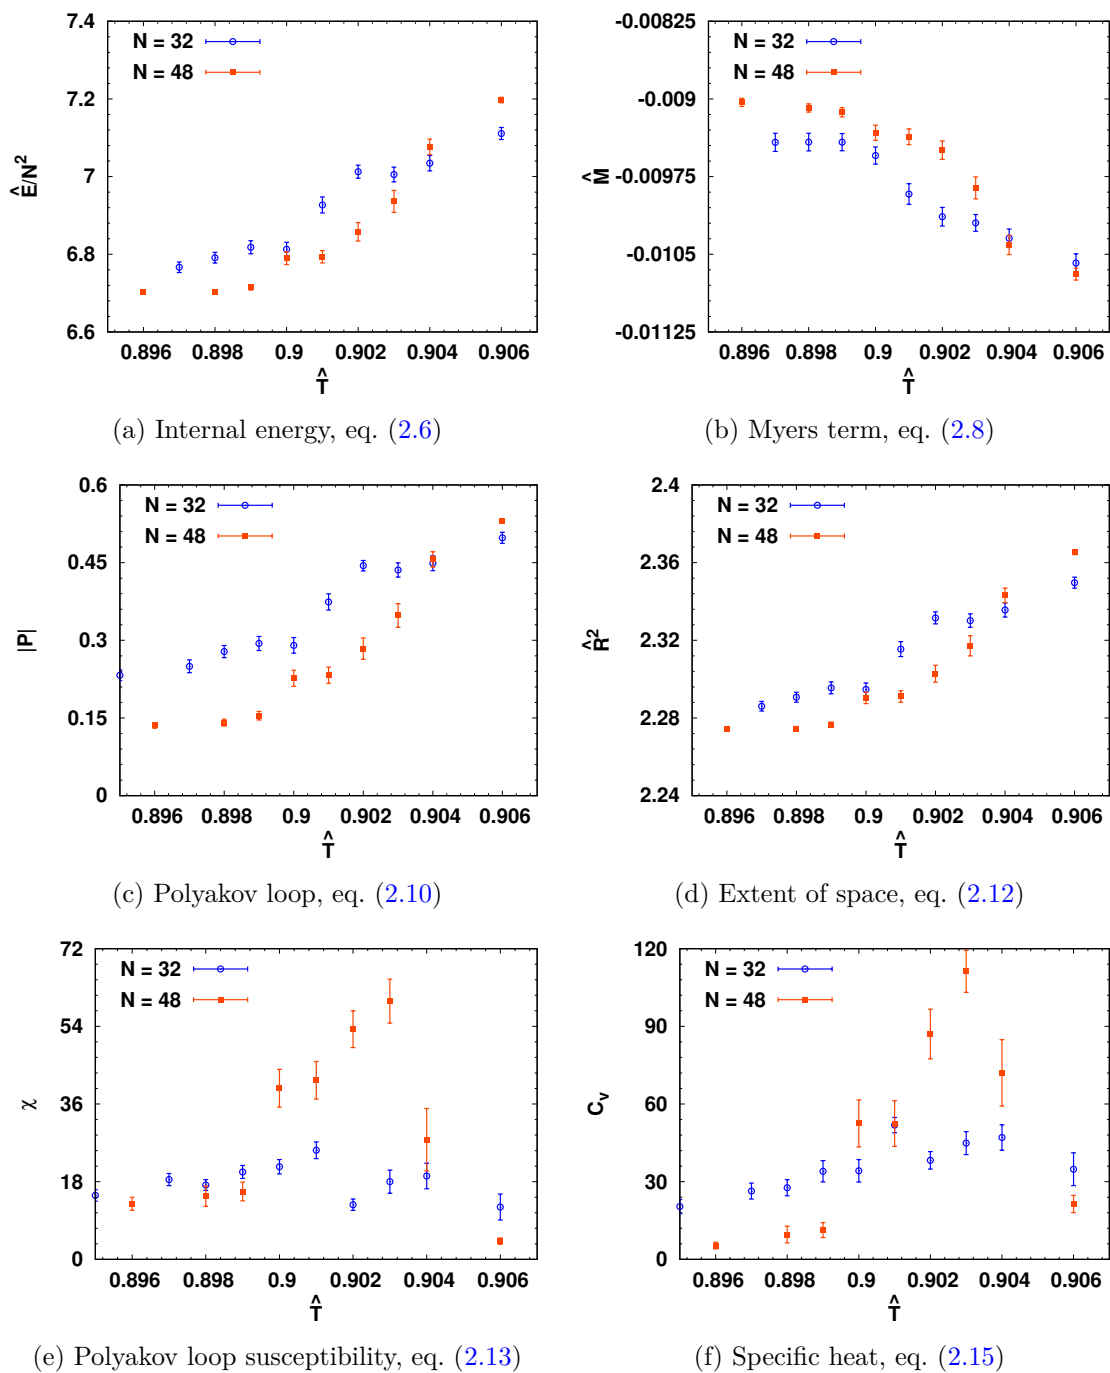 7.4
7.2
7
6.8
6.6
Ê/N²
N = 32
N = 48
0.896 0.898 0.9 0.902 0.904 0.906
T̂
(a) Internal energy, eq. (2.6)
-0.00825
-0.009
-0.00975
-0.0105
-0.01125
M̂
N = 32
N = 48
0.896 0.898 0.9 0.902 0.904 0.906
T̂
(b) Myers term, eq. (2.8)
0.6
0.45
0.3
0.15
0
|P|
N = 32
N = 48
0.896 0.898 0.9 0.902 0.904 0.906
T̂
(c) Polyakov loop, eq. (2.10)
2.4
2.36
2.32
2.28
2.24
R̂²
N = 32
N = 48
0.896 0.898 0.9 0.902 0.904 0.906
T̂
(d) Extent of space, eq. (2.12)
72
54
36
18
0
χ
N = 32
N = 48
0.896 0.898 0.9 0.902 0.904 0.906
T̂
(e) Polyakov loop susceptibility, eq. (2.13)
120
90
60
30
0
Cᵥ
N = 32
N = 48
0.896 0.898 0.9 0.902 0.904 0.906
T̂
(f) Specific heat, eq. (2.15)